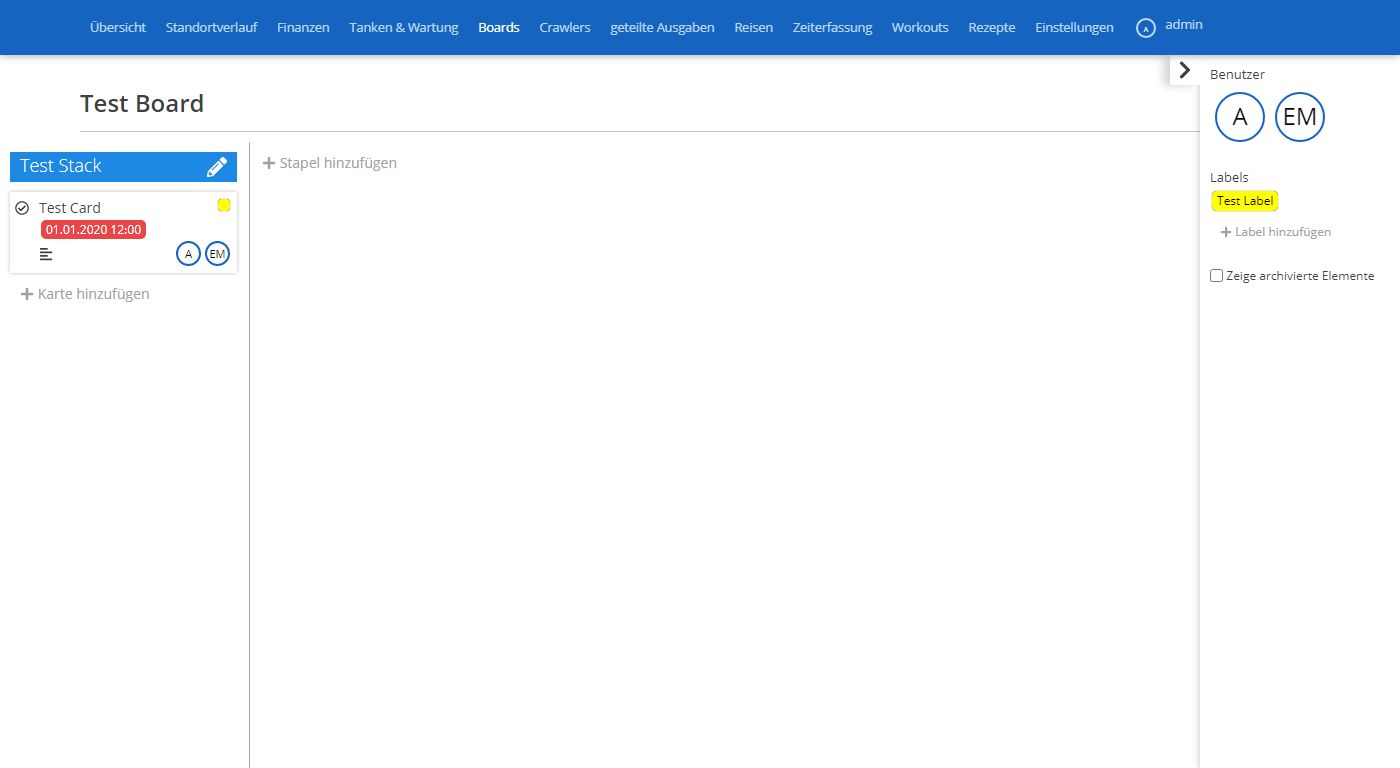 Übersicht Standortverlauf Finanzen Tanken & Wartung Boards Crawlers geteilte Ausgaben Reisen Zeiterfassung Workouts Rezepte Einstellungen A admin
Test Board
Test Stack
Test Card
01.01.2020 12:00
A EM
+ Karte hinzufügen
+ Stapel hinzufügen
Benutzer
A EM
Labels
Test Label
+ Label hinzufügen
Zeige archivierte Elemente